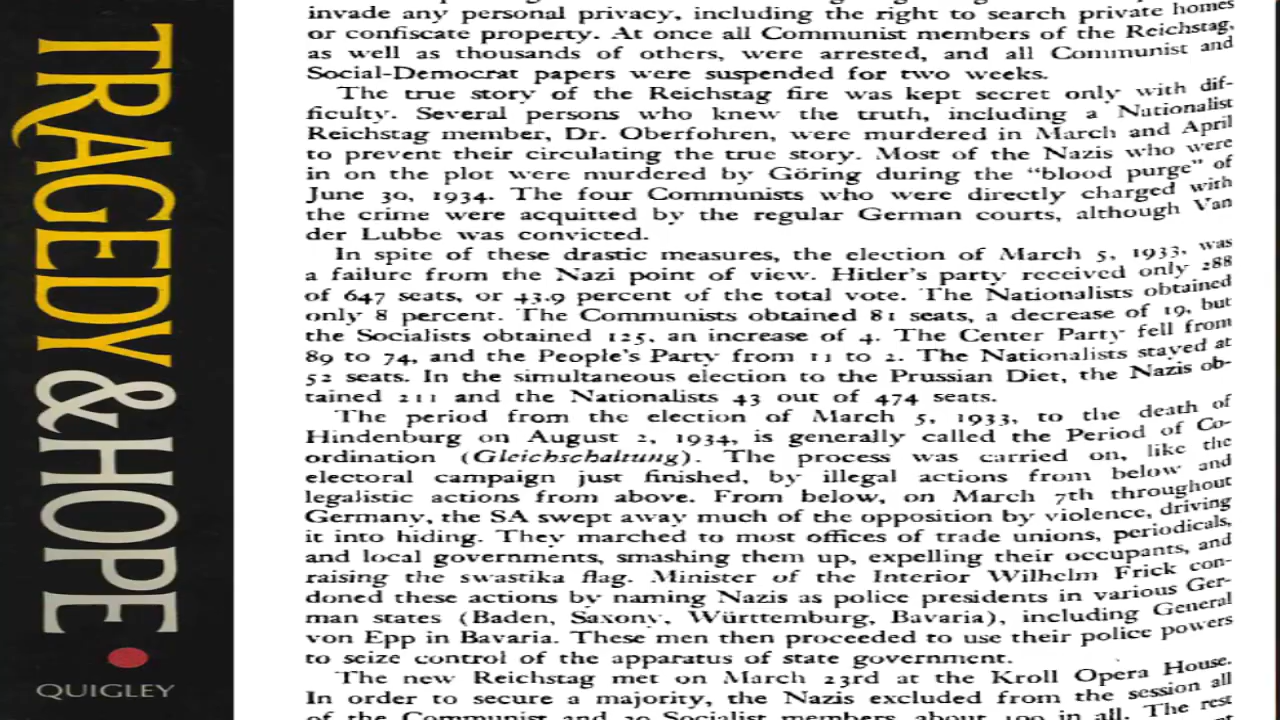 TRAGEDY & HOPE
QUIGLEY
invade any personal privacy, including the right to search private homes
or confiscate property. At once all Communist members of the Reichstag,
as well as thousands of others, were arrested, and all Communist and
Social-Democrat papers were suspended for two weeks.
The true story of the Reichstag fire was kept secret only with dif-
ficulty. Several persons who knew the truth, including a Nationalist
Reichstag member, Dr. Oberfohren, were murdered in March and April
to prevent their circulating the true story. Most of the Nazis who were
in on the plot were murdered by Göring during the "blood purge" of
June 30, 1934. The four Communists who were directly charged with
the crime were acquitted by the regular German courts, although Van
der Lubbe was convicted.
In spite of these drastic measures, the election of March 5, 1933, was
a failure from the Nazi point of view. Hitler's party received only 288
of 647 seats, or 43.9 percent of the total vote. The Nationalists obtained
only 8 percent. The Communists obtained 81 seats, a decrease of 19, but
the Socialists obtained 125, an increase of 4. The Center Party fell from
89 to 74, and the People's Party from 11 to 2. The Nationalists stayed at
52 seats. In the simultaneous election to the Prussian Diet, the Nazis ob-
tained 211 and the Nationalists 43 out of 474 seats.
The period from the election of March 5, 1933, to the death of
Hindenburg on August 2, 1934, is generally called the Period of Co-
ordination (Gleichschaltung). The process was carried on, like the
electoral campaign just finished, by illegal actions from below and
legalistic actions from above. From below, on March 7th throughout
Germany, the SA swept away much of the opposition by violence, driving
it into hiding. They marched to most offices of trade unions, periodicals,
and local governments, smashing them up, expelling their occupants, and
raising the swastika flag. Minister of the Interior Wilhelm Frick con-
doned these actions by naming Nazis as police presidents in various Ger-
man states (Baden, Saxony, Württemburg, Bavaria), including General
von Epp in Bavaria. These men then proceeded to use their police powers
to seize control of the apparatus of state government.
The new Reichstag met on March 23rd at the Kroll Opera House.
In order to secure a majority, the Nazis excluded from the session all
of the Communist and 30 Socialist members, about 109 in all. The rest